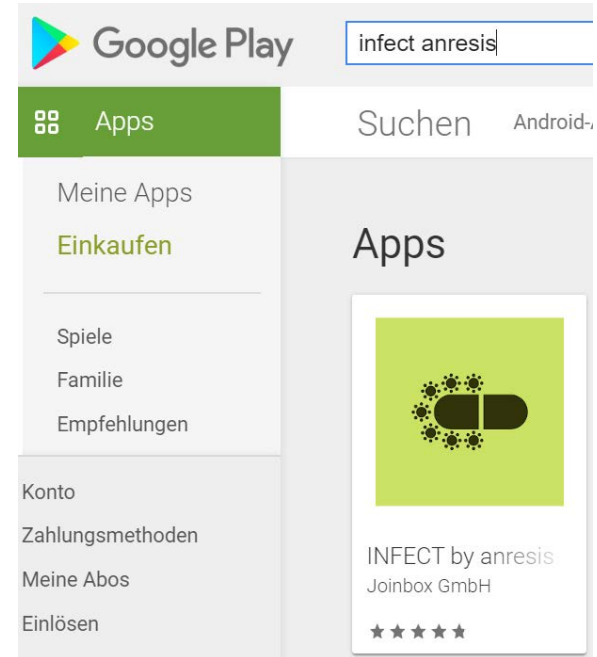 Google Play
infect anresis
Apps
Suchen
Android-
Meine Apps
Einkaufen
Apps
Spiele
Familie
Empfehlungen
Konto
Zahlungsmethoden
Meine Abos
Einlösen
INFECT by anresis
Joinbox GmbH